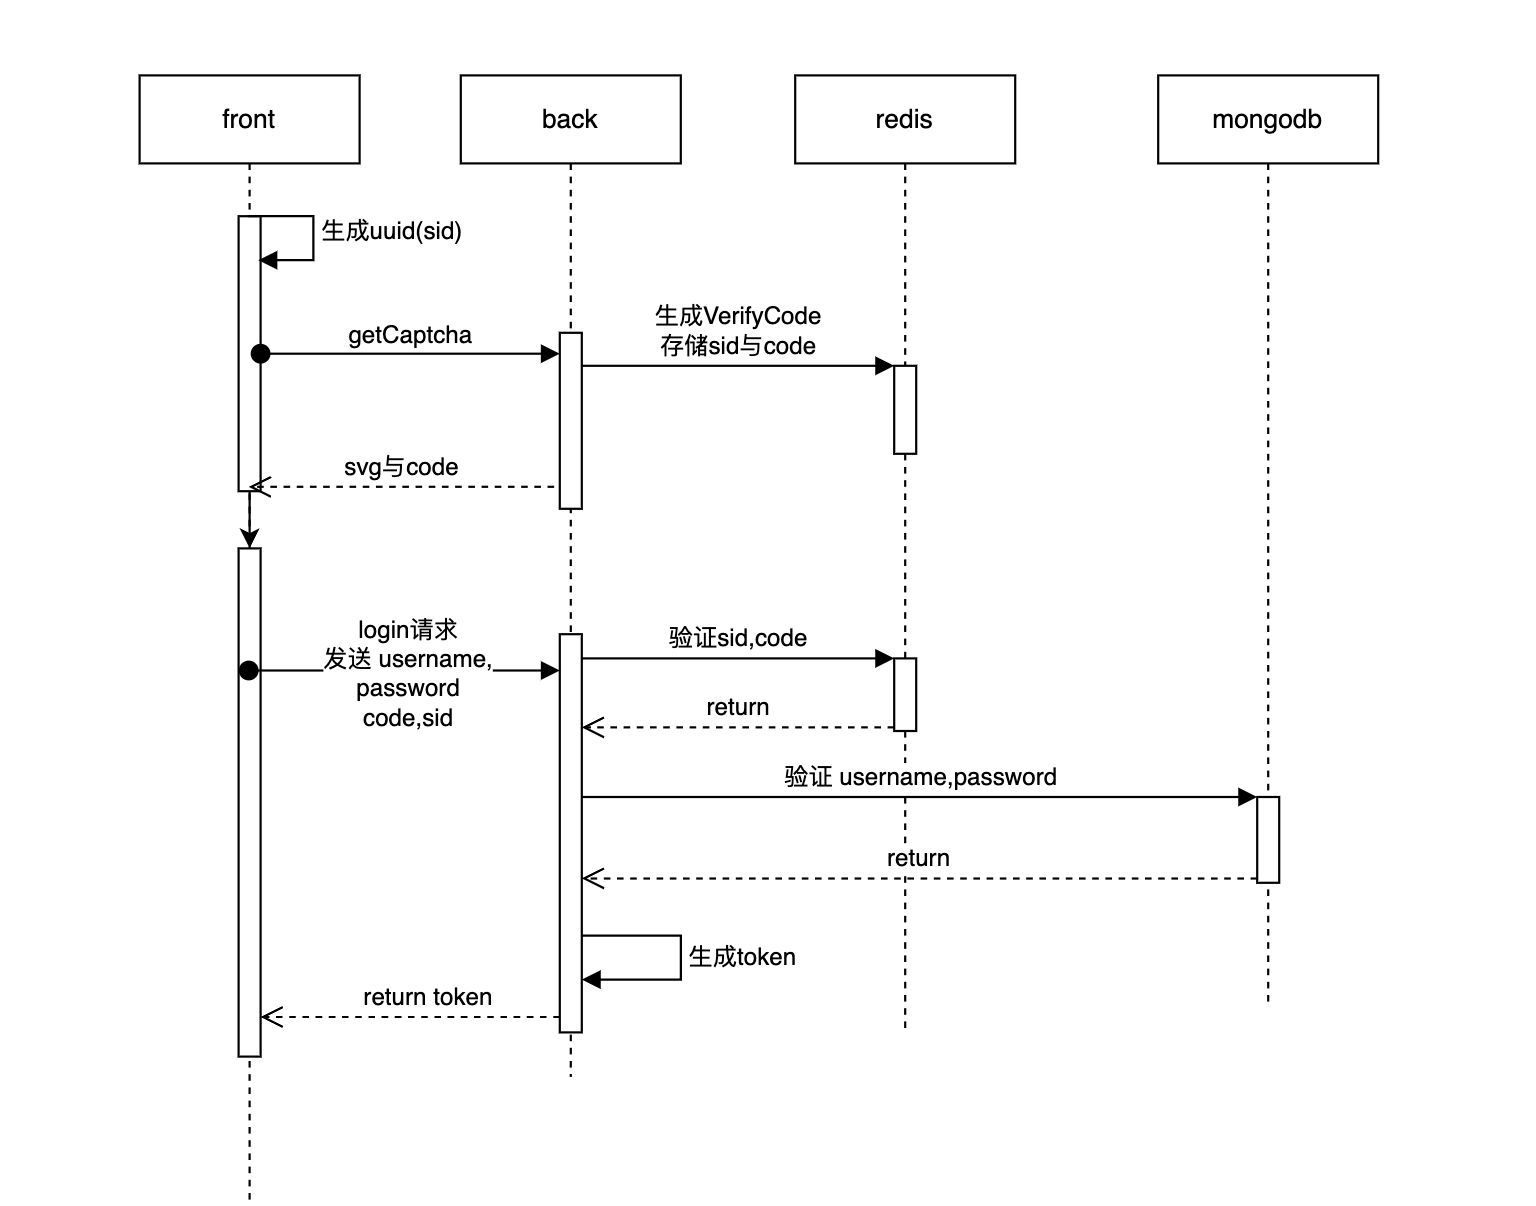 front
back
redis
mongodb
生成uuid(sid)
getCaptcha
生成VerifyCode
存储sid与code
svg与code
login请求
发送 username,
password
code,sid
验证sid,code
return
验证 username,password
return
生成token
return token